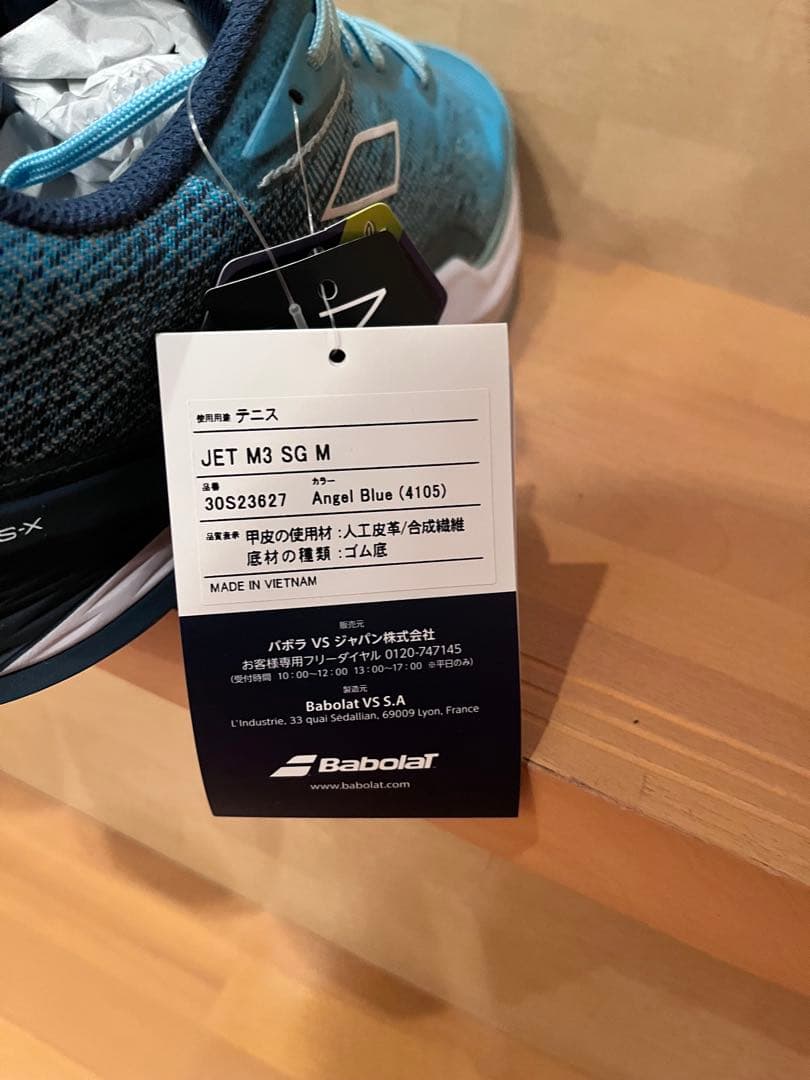 使用用途 テニス
JET M3 SG M
品番 カラー
30S23627 Angel Blue (4105)
品質表示 甲皮の使用材 :人工皮革/合成繊維
底材の種類 :ゴム底
MADE IN VIETNAM
販売元
バボラ VS ジャパン株式会社
お客様専用フリーダイヤル 0120-747145
(受付時間 10:00〜12:00 13:00〜17:00 ※平日のみ)
製造元
Babolat VS S.A
L'Industrie, 33 quai Sédallian, 69009 Lyon, France
BabolaT
www.babolat.com
S-X